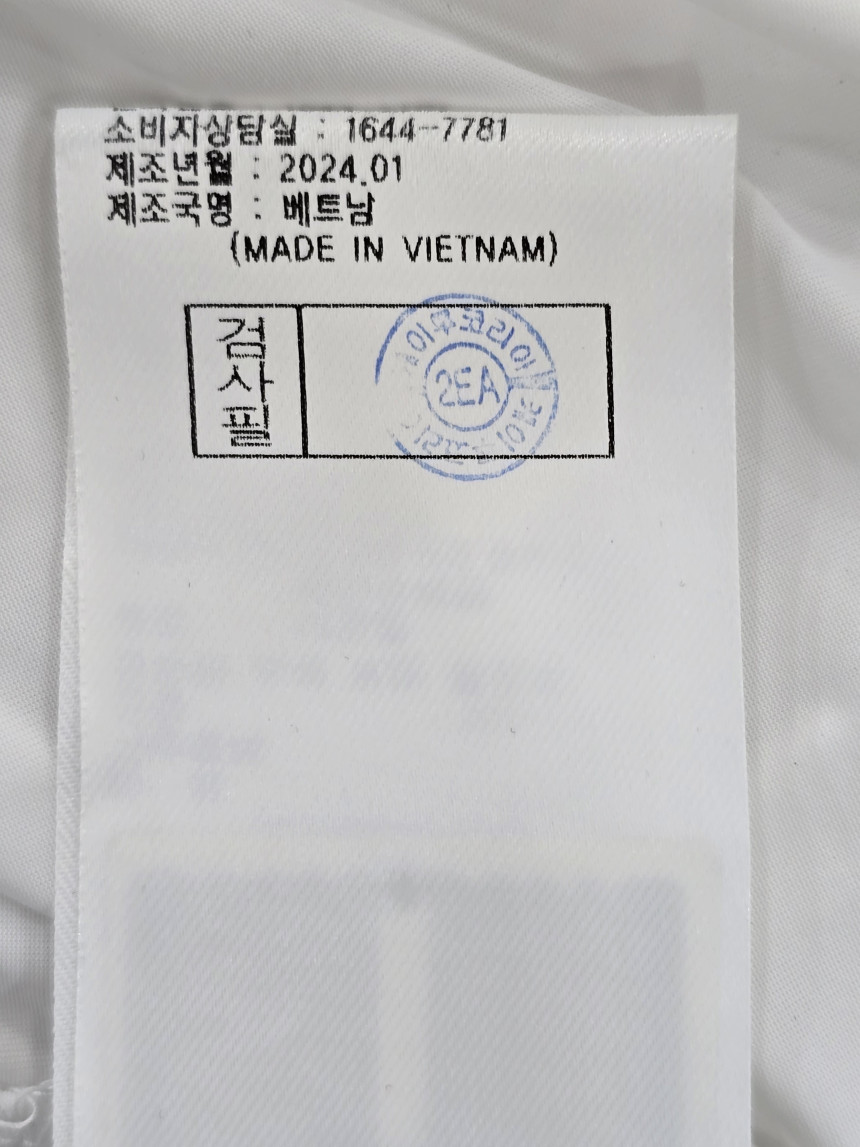 소비자상담실 : 1644-7781
제조년월 : 2024.01
제조국명 : 베트남
(MADE IN VIETNAM)
검사필
2EA